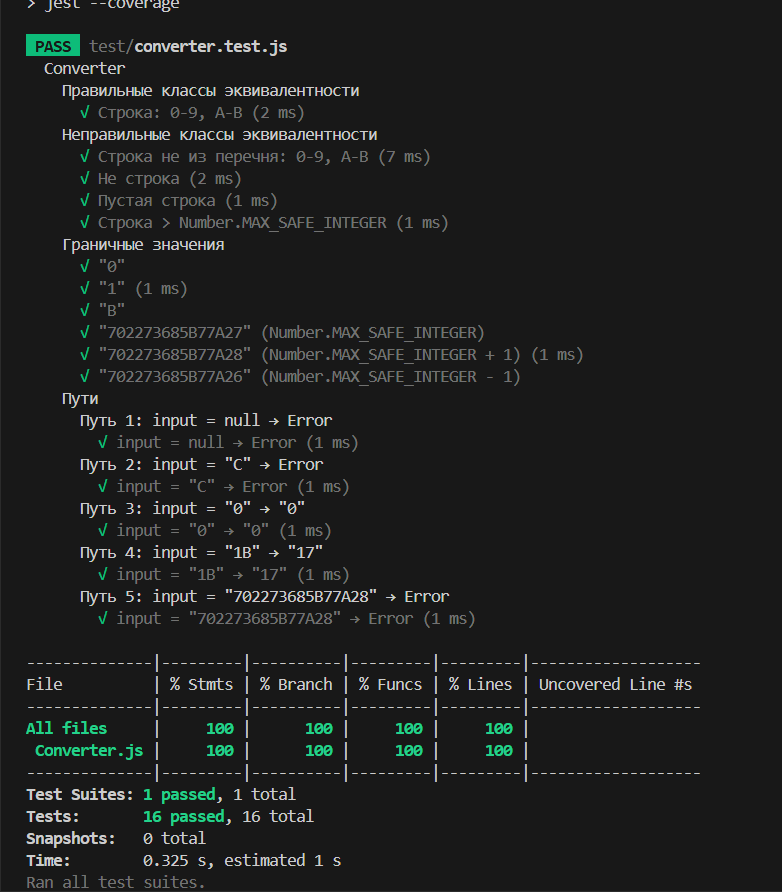 > jest --coverage
PASS test/converter.test.js
Converter
Правильные классы эквивалентности
√ Строка: 0-9, A-B (2 ms)
Неправильные классы эквивалентности
√ Строка не из перечня: 0-9, A-B (7 ms)
√ Не строка (2 ms)
√ Пустая строка (1 ms)
√ Строка > Number.MAX_SAFE_INTEGER (1 ms)
Граничные значения
√ "0"
√ "1" (1 ms)
√ "B"
√ "702273685B77A27" (Number.MAX_SAFE_INTEGER)
√ "702273685B77A28" (Number.MAX_SAFE_INTEGER + 1) (1 ms)
√ "702273685B77A26" (Number.MAX_SAFE_INTEGER - 1)
Пути
Путь 1: input = null → Error
√ input = null → Error (1 ms)
Путь 2: input = "C" → Error
√ input = "C" → Error (1 ms)
Путь 3: input = "0" → "0"
√ input = "0" → "0" (1 ms)
Путь 4: input = "1B" → "17"
√ input = "1B" → "17" (1 ms)
Путь 5: input = "702273685B77A28" → Error
√ input = "702273685B77A28" → Error (1 ms)
--------------|---------|----------|---------|---------|-------------------
File | % Stmts | % Branch | % Funcs | % Lines | Uncovered Line #s
--------------|---------|----------|---------|---------|-------------------
All files | 100 | 100 | 100 | 100 |
Converter.js | 100 | 100 | 100 | 100 |
--------------|---------|----------|---------|---------|-------------------
Test Suites: 1 passed, 1 total
Tests: 16 passed, 16 total
Snapshots: 0 total
Time: 0.325 s, estimated 1 s
Ran all test suites.